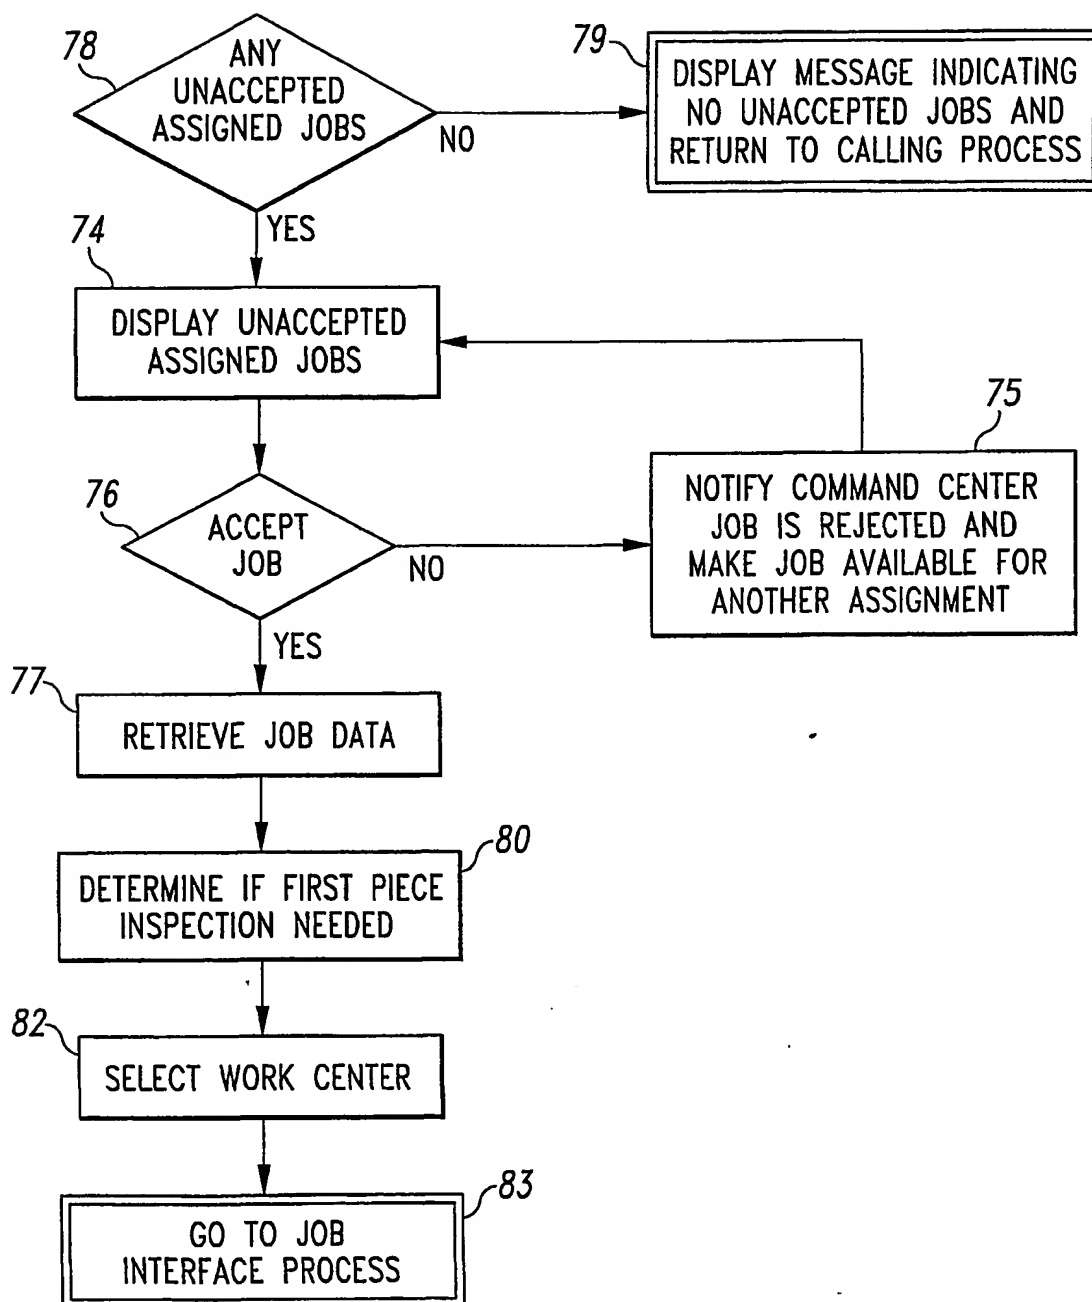 78
ANY
UNACCEPTED
ASSIGNED JOBS
NO
79
DISPLAY MESSAGE INDICATING
NO UNACCEPTED JOBS AND
RETURN TO CALLING PROCESS
YES
74
DISPLAY UNACCEPTED
ASSIGNED JOBS
75
NOTIFY COMMAND CENTER
JOB IS REJECTED AND
MAKE JOB AVAILABLE FOR
ANOTHER ASSIGNMENT
76
ACCEPT
JOB
NO
YES
77
RETRIEVE JOB DATA
80
DETERMINE IF FIRST PIECE
INSPECTION NEEDED
82
SELECT WORK CENTER
83
GO TO JOB
INTERFACE PROCESS